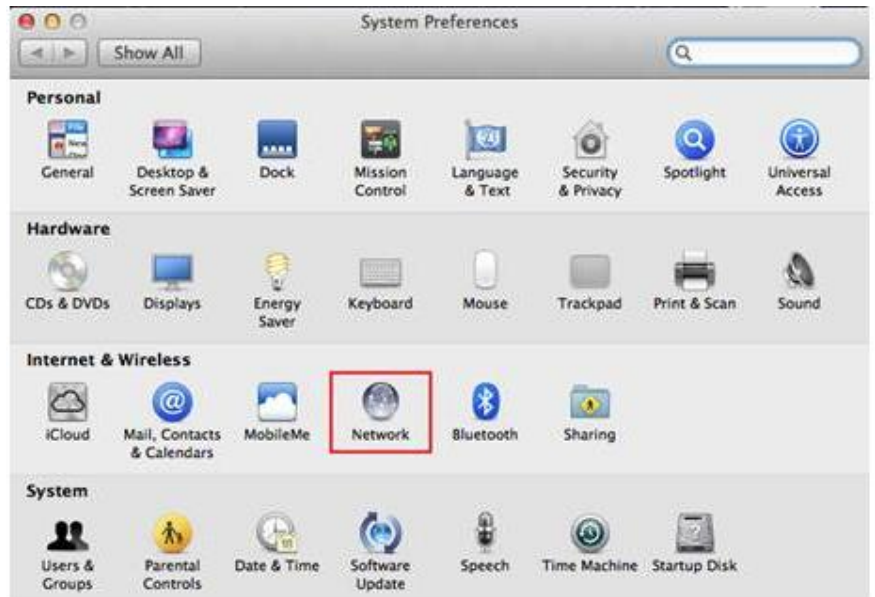 System Preferences
Show All
Personal
General
Desktop &
Screen Saver
Dock
Mission
Control
Language
& Text
Security
& Privacy
Spotlight
Universal
Access
Hardware
CDs & DVDs
Displays
Energy
Saver
Keyboard
Mouse
Trackpad
Print & Scan
Sound
Internet & Wireless
iCloud
Mail, Contacts
& Calendars
MobileMe
Network
Bluetooth
Sharing
System
Users &
Groups
Parental
Controls
Date & Time
Software
Update
Speech
Time Machine
Startup Disk